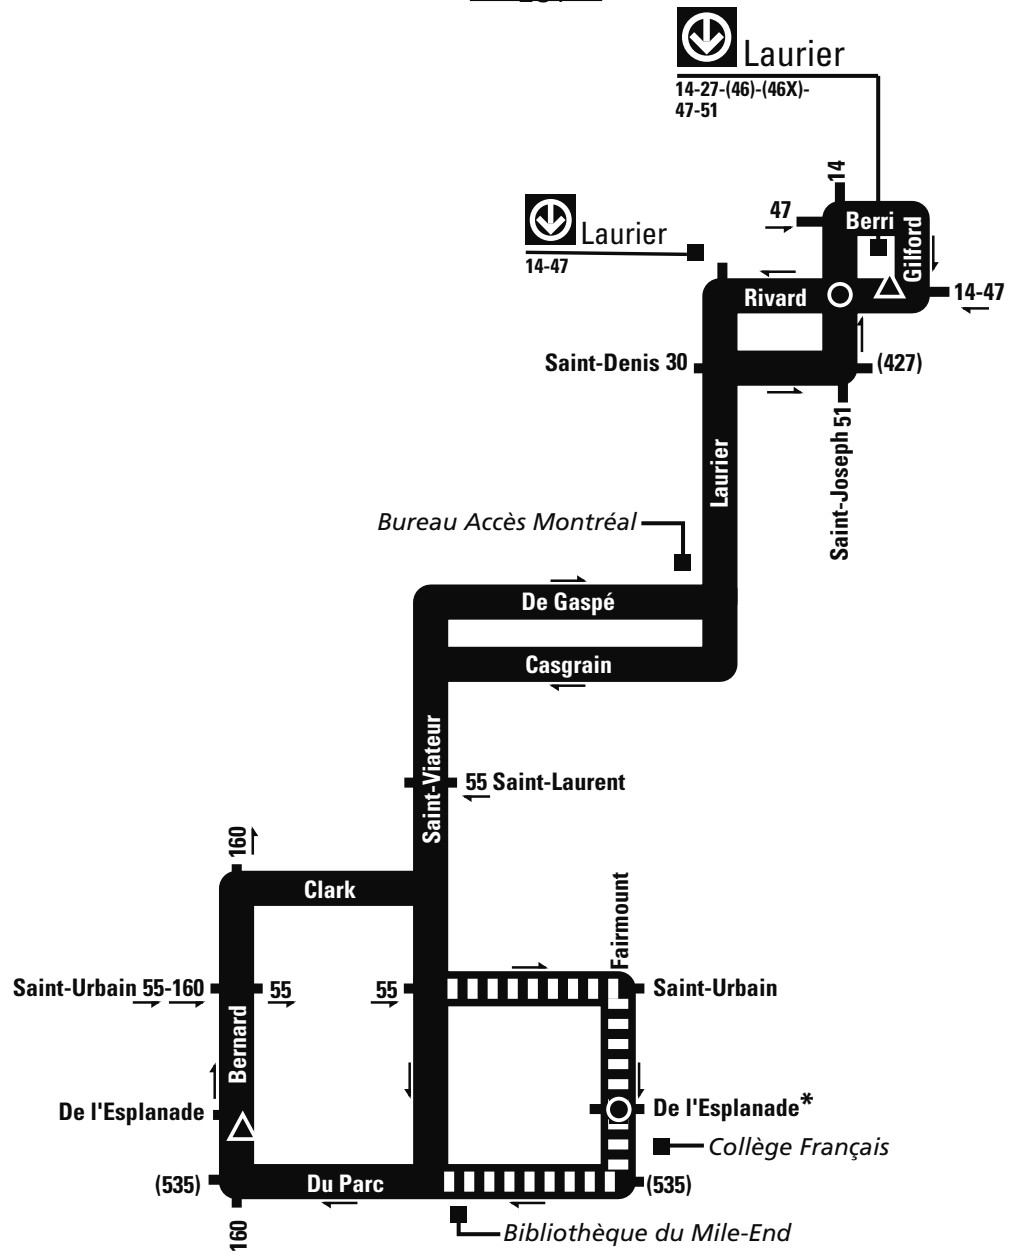 Laurier
14-27-(46)-(46X)-
47-51
14
47
Berri
Gilford
Laurier
14-47
Rivard
14-47
Saint-Denis 30
(427)
Saint-Joseph 51
Laurier
Bureau Accès Montréal
De Gaspé
Casgrain
Saint-Viateur
55 Saint-Laurent
160
Clark
Fairmount
Saint-Urbain 55-160
55
55
Saint-Urbain
Bernard
De l'Esplanade
De l'Esplanade*
Collège Français
(535)
Du Parc
(535)
160
Bibliothèque du Mile-End